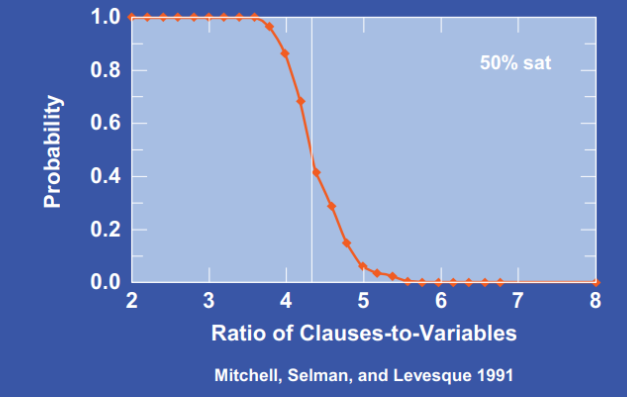 1.0
0.8
0.6
0.4
0.2
0.0
Probability
50% sat
2 3 4 5 6 7 8
Ratio of Clauses-to-Variables
Mitchell, Selman, and Levesque 1991